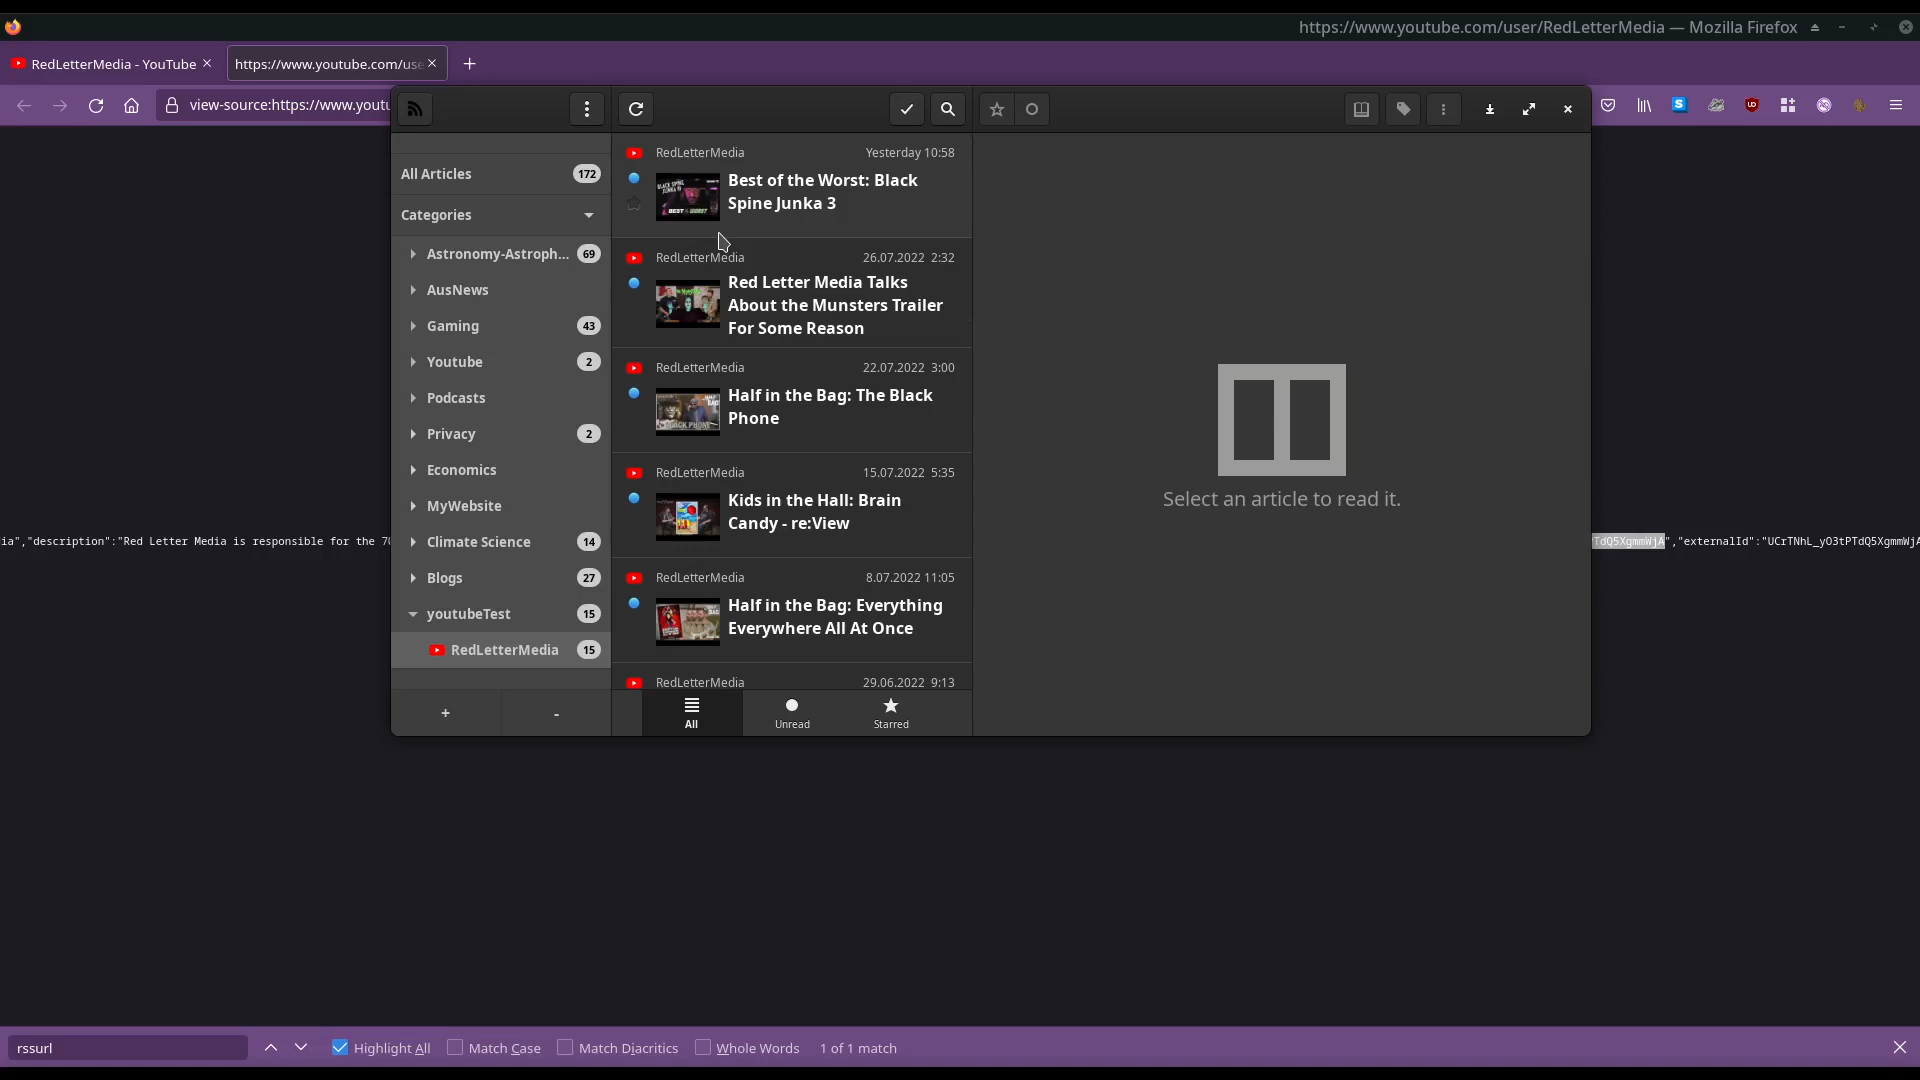 https://www.youtube.com/user/RedLetterMedia — Mozilla Firefox
RedLetterMedia - YouTube
https://www.youtube.com/use
view-source:https://www.youtu
All Articles 172
Categories
Astronomy-Astroph... 69
AusNews
Gaming 43
Youtube 2
Podcasts
Privacy 2
Economics
MyWebsite
Climate Science 14
Blogs 27
youtubeTest 15
RedLetterMedia 15
+ -
RedLetterMedia Yesterday 10:58
Best of the Worst: Black
Spine Junka 3
RedLetterMedia 26.07.2022 2:32
Red Letter Media Talks
About the Munsters Trailer
For Some Reason
RedLetterMedia 22.07.2022 3:00
Half in the Bag: The Black
Phone
RedLetterMedia 15.07.2022 5:35
Kids in the Hall: Brain
Candy - re:View
RedLetterMedia 8.07.2022 11:05
Half in the Bag: Everything
Everywhere All At Once
RedLetterMedia 29.06.2022 9:13
All Unread Starred
Select an article to read it.
ia","description":"Red Letter Media is responsible for the 70
TdQ5XgmmWjA","externalId":"UCrTNhL_yO3tPTdQ5XgmmWjA
rssurl
Highlight All
Match Case
Match Diacritics
Whole Words
1 of 1 match